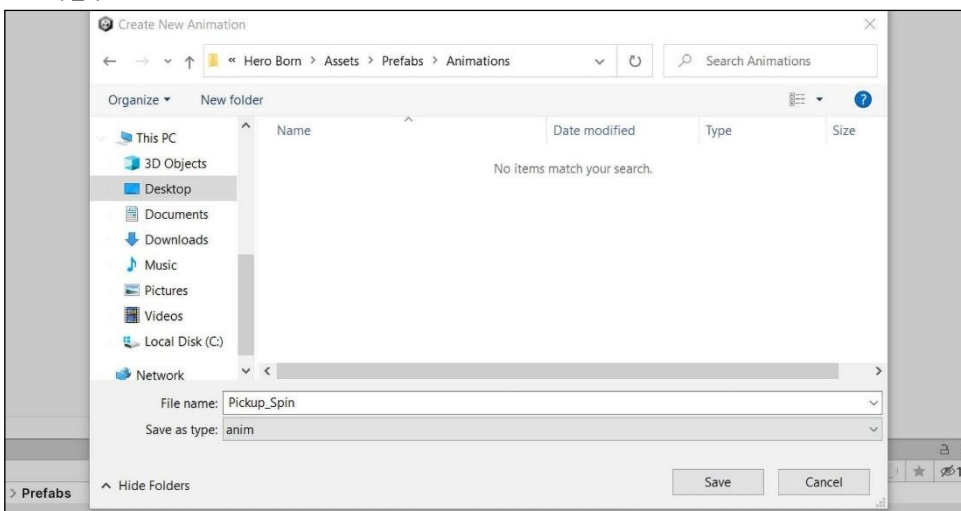 Create New Animation
« Hero Born > Assets > Prefabs > Animations
Search Animations
Organize
New folder
Name
Date modified
Type
Size
No items match your search.
This PC
3D Objects
Desktop
Documents
Downloads
Music
Pictures
Videos
Local Disk (C:)
Network
File name: Pickup_Spin
Save as type: anim
Hide Folders
Save
Cancel
> Prefabs
1